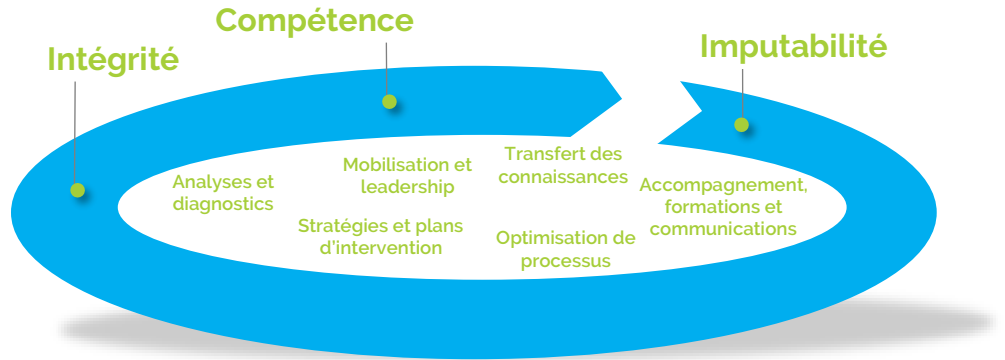 Compétence
Intégrité
Imputabilité
Analyses et
diagnostics
Mobilisation et
leadership
Transfert des
connaissances
Accompagnement,
formations et
communications
Stratégies et plans
d'intervention
Optimisation de
processus